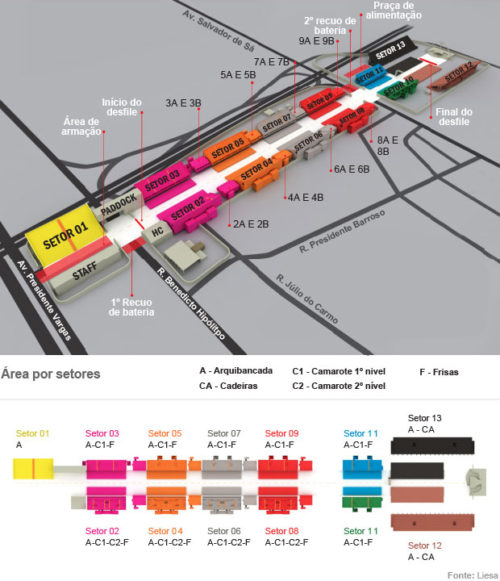 Praça de
alimentação
2º recuo de
bateria
9A E 9B
Av. Salvador de Sá
SETOR 13
7A E 7B
SETOR 12
SETOR 11
SETOR 10
5A E 5B
SETOR 09
Início do
desfile
3A E 3B
Final do
desfile
Área de
armação
SETOR 07
SETOR 08
SETOR 05
SETOR 06
8A E
8B
SETOR 03
SETOR 04
6A E 6B
PADDOCK
SETOR 02
4A E 4B
SETOR 01
HC
2A E 2B
R. Presidente Barroso
STAFF
R. Júlio do Carmo
1º Recuo
de bateria
R. Benedicto Hipólitpo
Av. Presidente Vargas
Área por setores
A - Arquibancada
C1 - Camarote 1º nível
F - Frisas
CA - Cadeiras
C2 - Camarote 2º nível
Setor 13
A - CA
Setor 01
A
Setor 03
A-C1-F
Setor 05
A-C1-F
Setor 07
A-C1-F
Setor 09
A-C1-F
Setor 11
A-C1-F
Setor 02
A-C1-C2-F
Setor 04
A-C1-C2-F
Setor 06
A-C1-C2-F
Setor 08
A-C1-C2-F
Setor 11
A-C1-F
Setor 12
A - CA
Fonte: Liesa